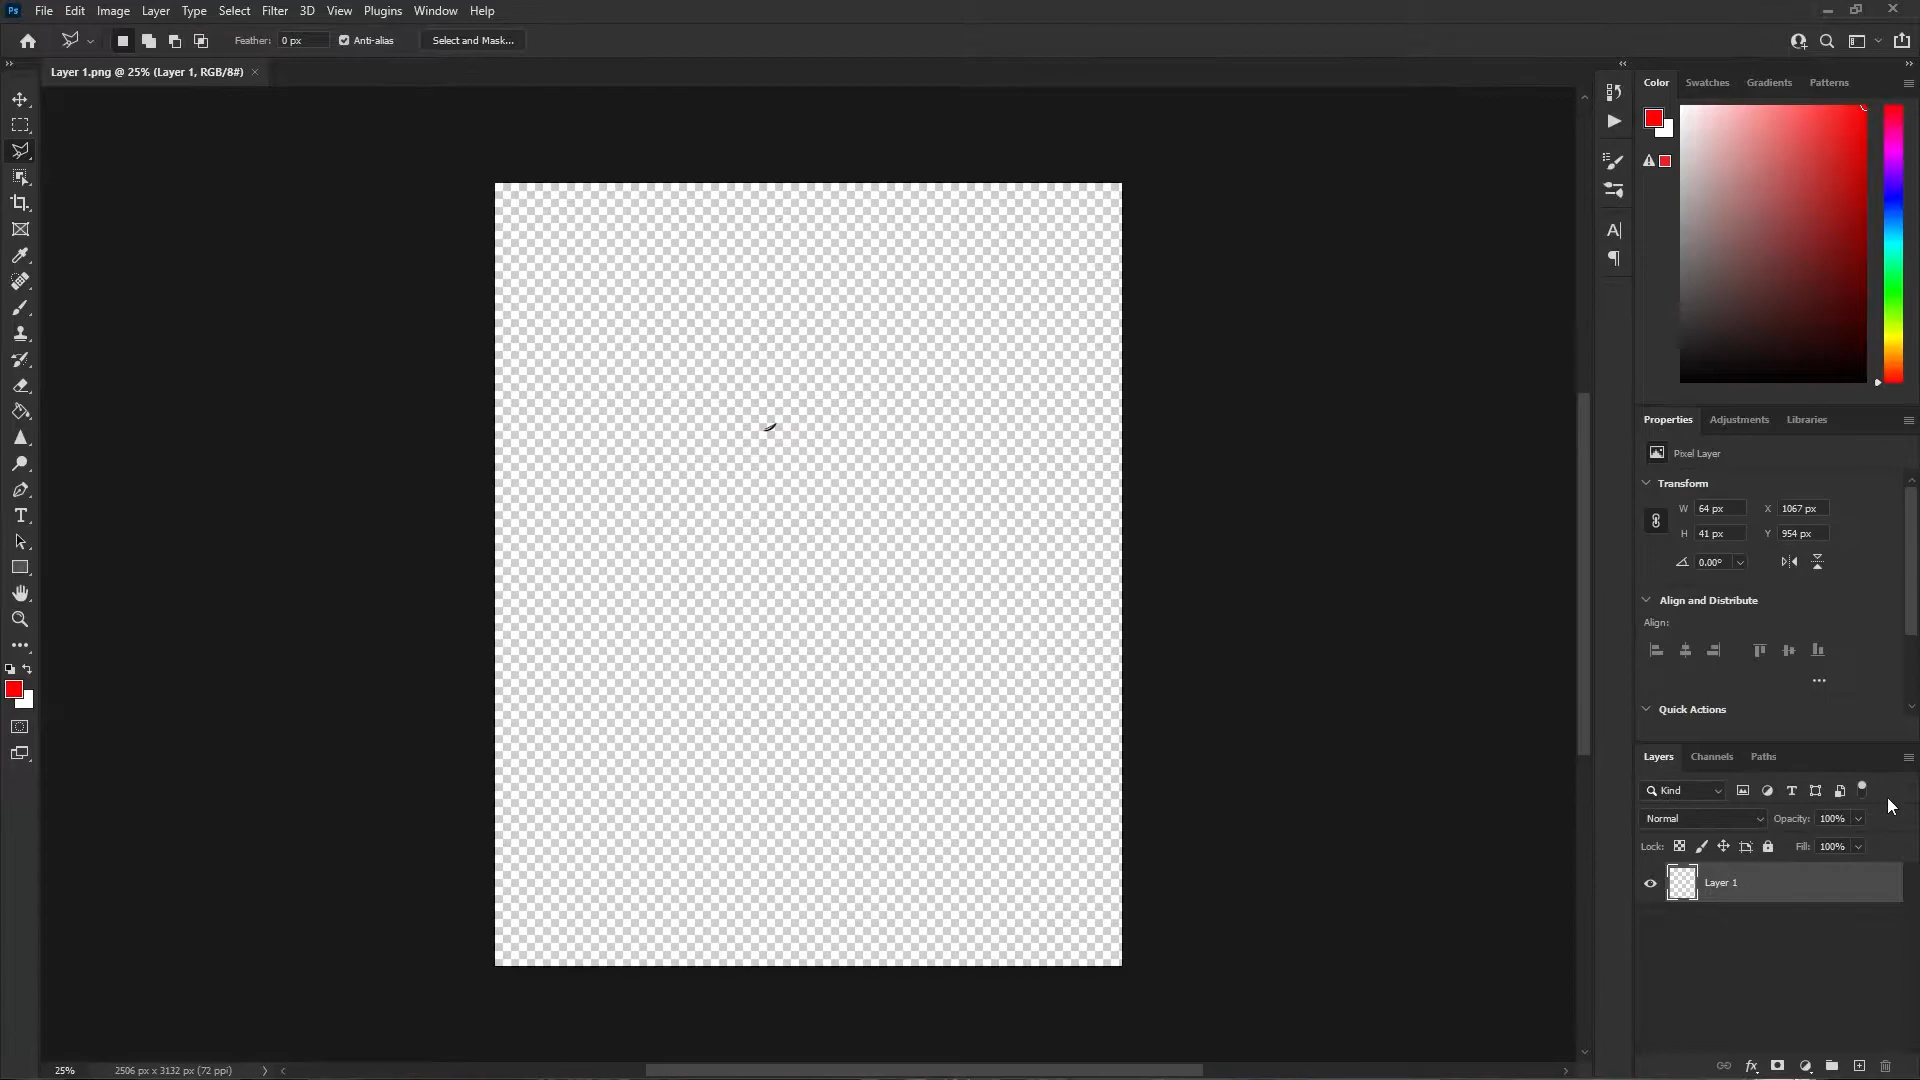 Ps File Edit Image Layer Type Select Filter 3D View Plugins Window Help
Feather: 0 px Anti-alias Select and Mask...
Layer 1.png @ 25% (Layer 1, RGB/8#) ×
Color Swatches Gradients Patterns
Properties Adjustments Libraries
Pixel Layer
Transform
W 64 px X 1067 px
H 41 px Y 954 px
0.00°
Align and Distribute
Align:
Quick Actions
Layers Channels Paths
Kind
Normal Opacity: 100%
Lock: Fill: 100%
Layer 1
25% 2506 px x 3132 px (72 ppi)